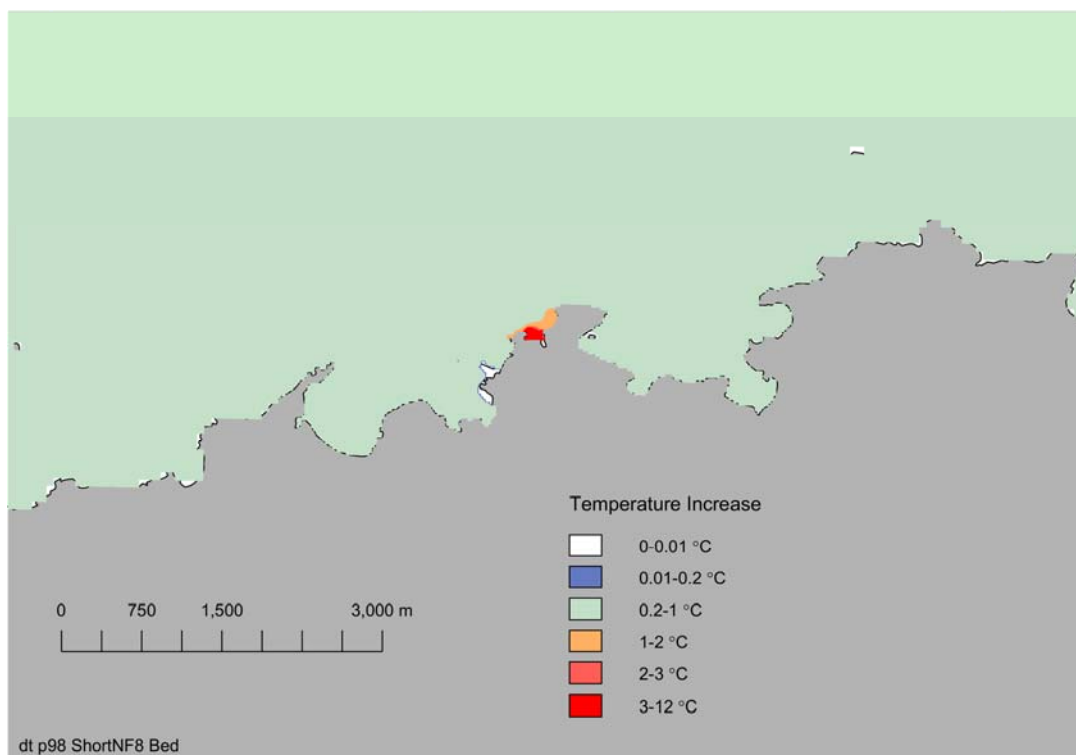 Temperature Increase
0-0.01 °C
0.01-0.2 °C
0.2-1 °C
1-2 °C
2-3 °C
3-12 °C
0 750 1,500 3,000 m
dt p98 ShortNF8 Bed